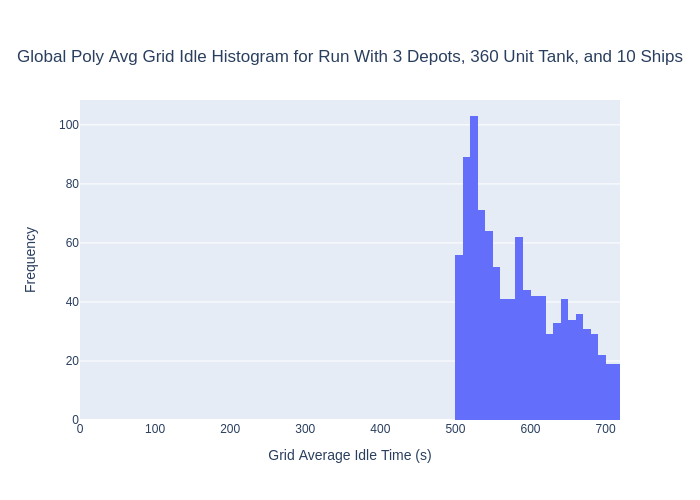 Global Poly Avg Grid Idle Histogram for Run With 3 Depots, 360 Unit Tank, and 10 Ships
Frequency
100
80
60
40
20
0
0 100 200 300 400 500 600 700
Grid Average Idle Time (s)